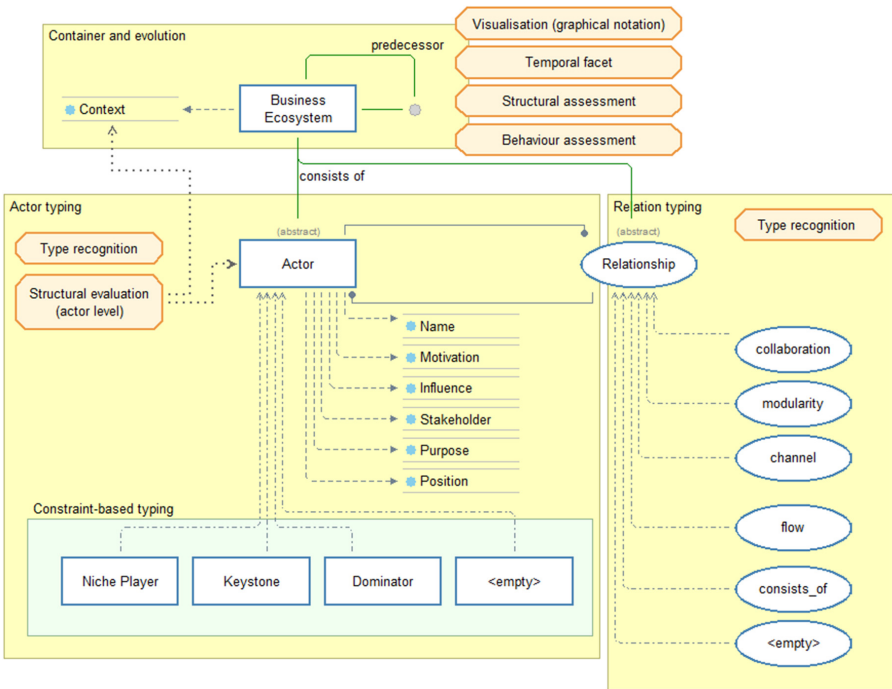 Container and evolution
predecessor
Visualisation (graphical notation)
Temporal facet
Structural assessment
Behaviour assessment
Context
Business
Ecosystem
consists of
Actor typing
Type recognition
Structural evaluation
(actor level)
(abstract)
Actor
Name
Motivation
Influence
Stakeholder
Purpose
Position
Constraint-based typing
Niche Player
Keystone
Dominator
<empty>
Relation typing
Type recognition
(abstract)
Relationship
collaboration
modularity
channel
flow
consists_of
<empty>